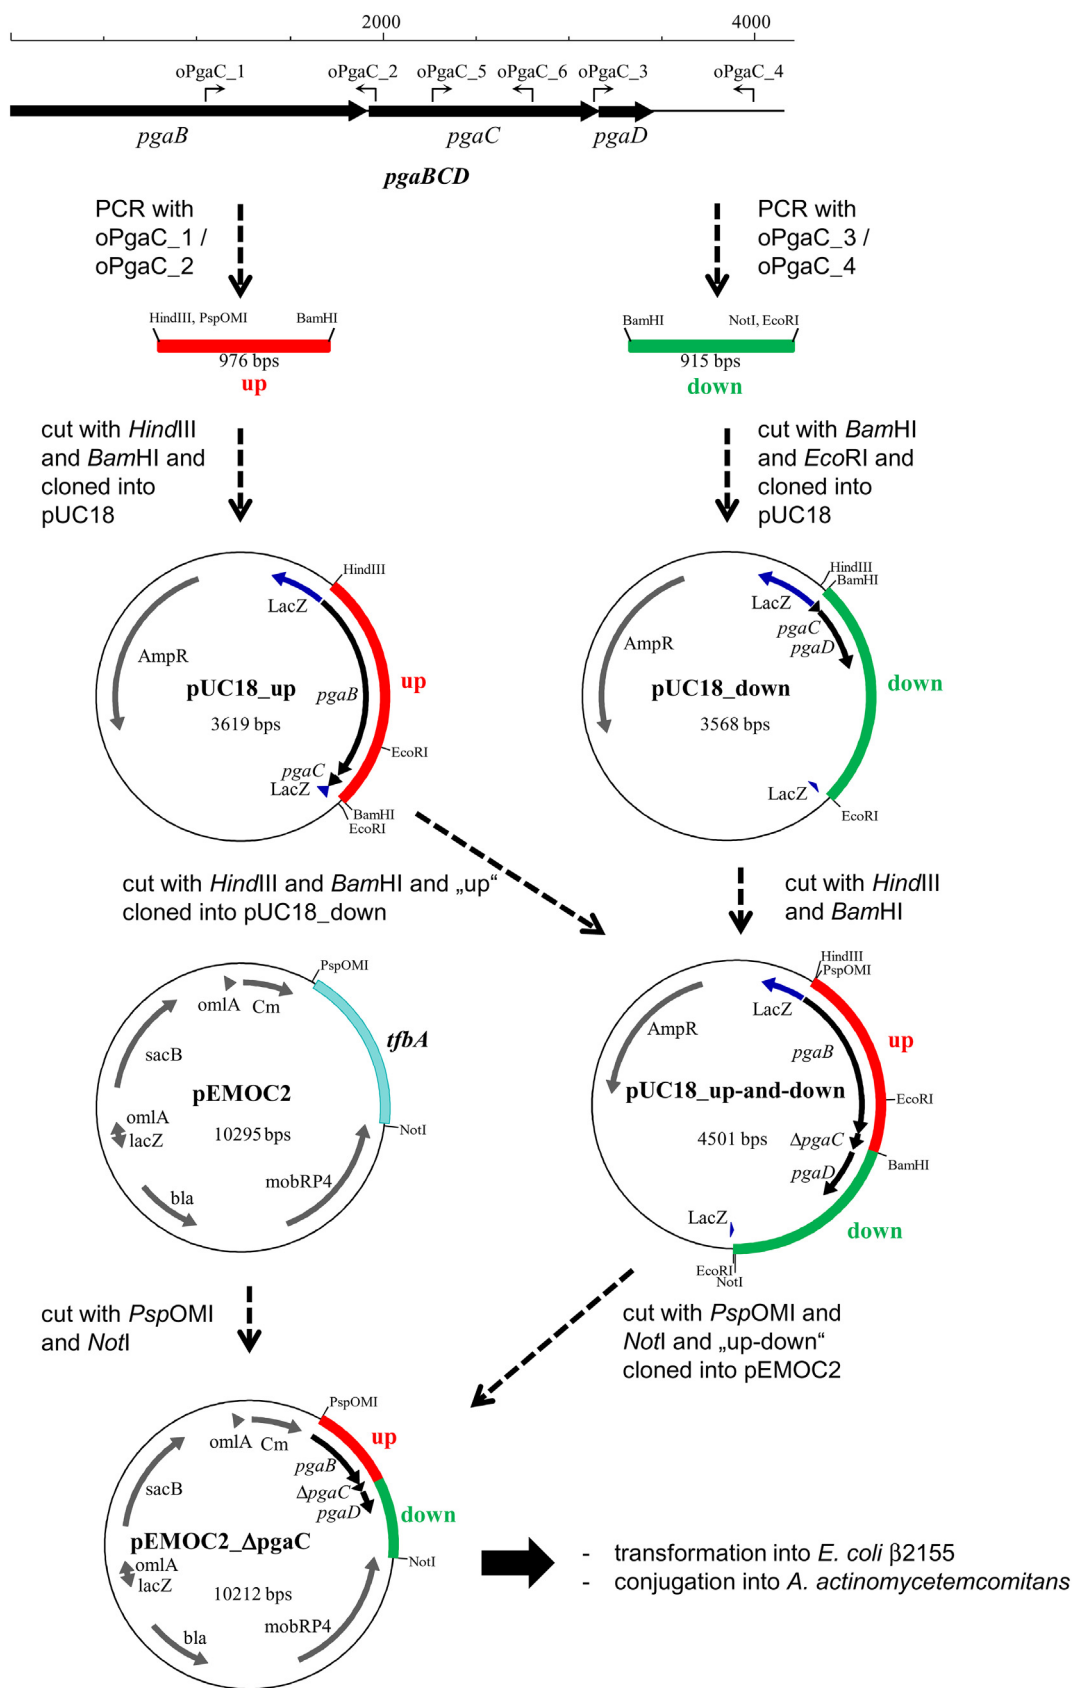 2000 4000
oPgaC_1 oPgaC_2 oPgaC_5 oPgaC_6 oPgaC_3 oPgaC_4
pgaB pgaC pgaD
pgaBCD
PCR with
oPgaC_1 /
oPgaC_2
PCR with
oPgaC_3 /
oPgaC_4
HindIII, PspOMI BamHI
976 bps
up
BamHI NotI, EcoRI
915 bps
down
cut with HindIII
and BamHI and
cloned into
pUC18
cut with BamHI
and EcoRI and
cloned into
pUC18
HindIII
LacZ
AmpR
pUC18_up
pgaB
up
3619 bps
EcoRI
pgaC
LacZ
BamHI
EcoRI
HindIII
BamHI
LacZ
pgaC
AmpR
pgaD
pUC18_down
down
3568 bps
LacZ
EcoRI
cut with HindIII and BamHI and „up“
cloned into pUC18_down
cut with HindIII
and BamHI
PspOMI
omlA Cm
tfbA
sacB
pEMOC2
10295 bps
omlA
lacZ
NotI
mobRP4
bla
HindIII
PspOMI
LacZ
AmpR
pgaB
up
pUC18_up-and-down
EcoRI
4501 bps
ΔpgaC
BamHI
pgaD
LacZ
down
EcoRI
NotI
cut with PspOMI
and NotI
cut with PspOMI and
NotI and „up-down“
cloned into pEMOC2
PspOMI
omlA Cm
up
pgaB
sacB
ΔpgaC
pgaD
down
pEMOC2_ΔpgaC
omlA
lacZ
NotI
10212 bps
mobRP4
bla
- transformation into E. coli β2155
- conjugation into A. actinomycetemcomitans